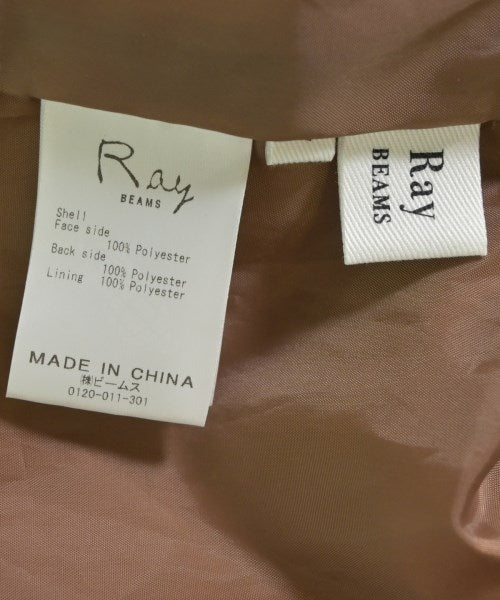 Ray
BEAMS
Shell
Face side
100% Polyester
Back side
100% Polyester
Lining 100% Polyester
MADE IN CHINA
㈱ビームス
0120-011-301
Ray
BEAMS